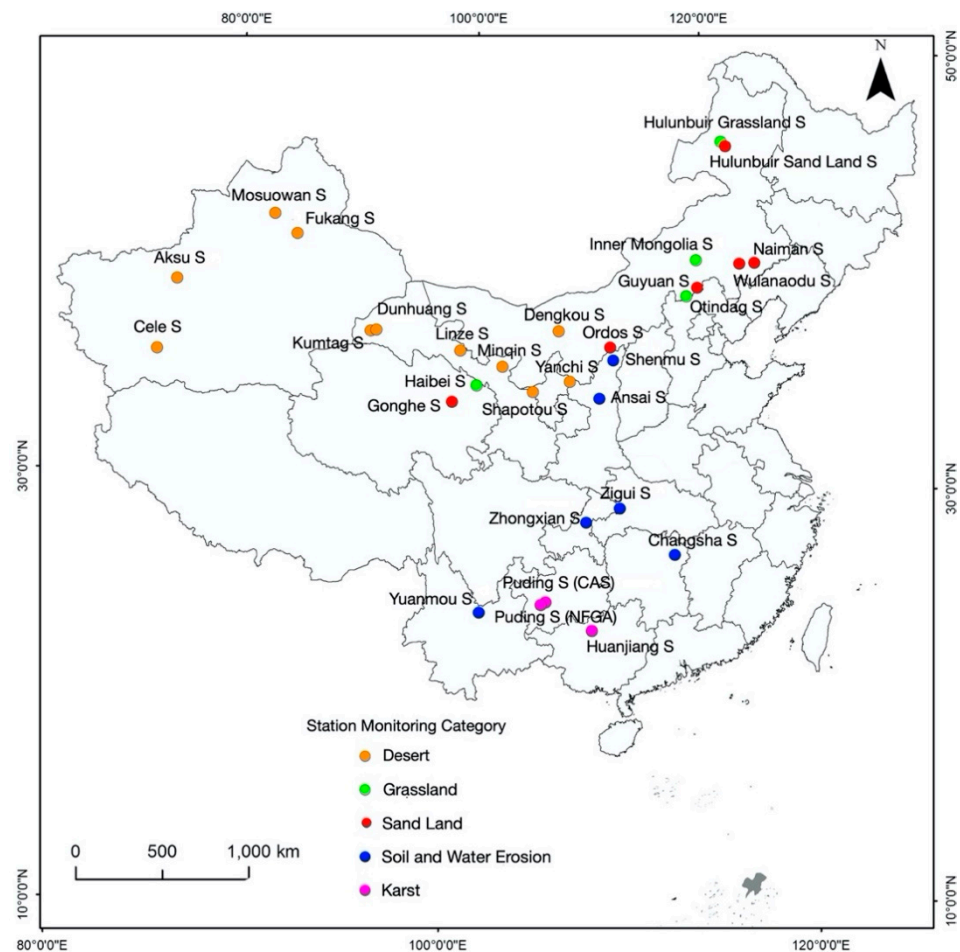 80°0'0"E
100°0'0"E
120°0'0"E
50°0'0"N
N
Hulunbuir Grassland S
Hulunbuir Sand Land S
Mosuowan S
Fukang S
Inner Mongolia S
Naiman S
Aksu S
Guyuan S
Wulanaodu S
Otindag S
Dunhuang S
Dengkou S
Cele S
Kumtag S
Linze S
Ordos S
Minqin S
Yanchi S
Shenmu S
Haibei S
Gonghe S
Shapotou S
Ansai S
30°0'0"N
30°0'0"N
Zigui S
Zhongxian S
Changsha S
Puding S (CAS)
Yuanmou S
Puding S (NFGA)
Huanjiang S
Station Monitoring Category
Desert
Grassland
Sand Land
Soil and Water Erosion
Karst
0 500 1,000 km
10°0'0"N
10°0'0"N
80°0'0"E
100°0'0"E
120°0'0"E